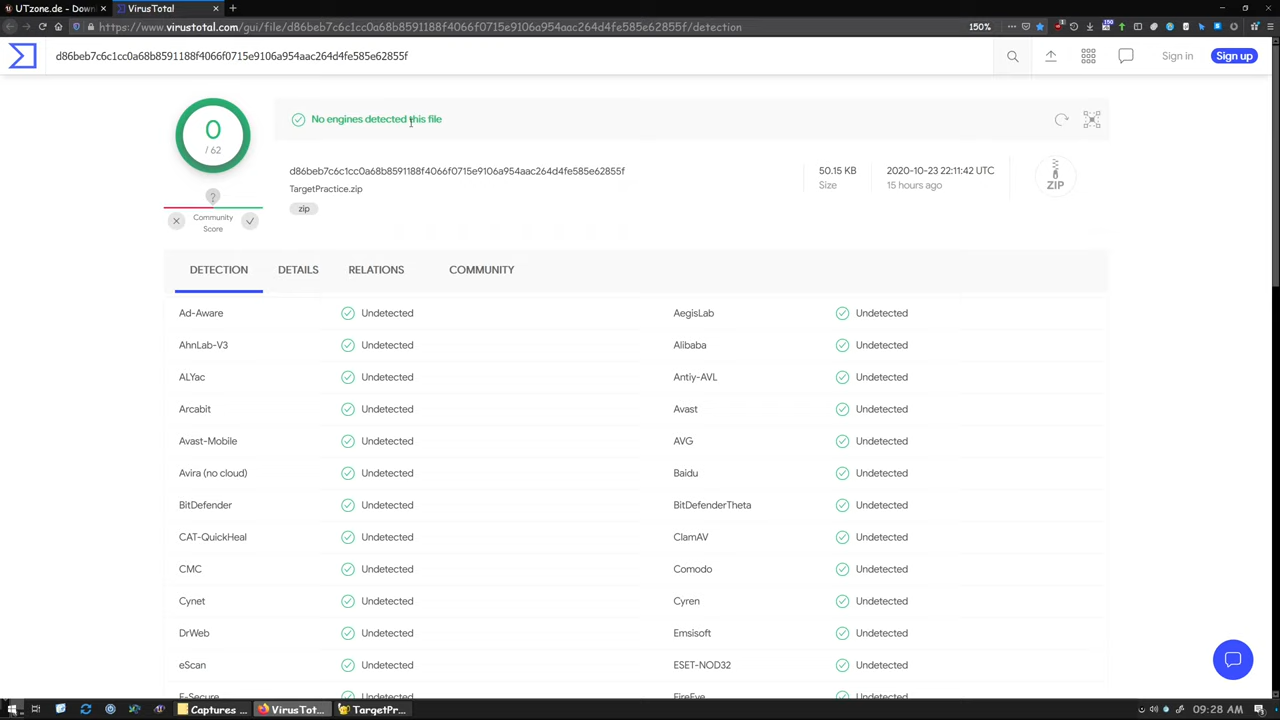 UTzone.de - Downl
VirusTotal
https://www.virustotal.com/gui/file/d86beb7c6c1cc0a68b8591188f4066f0715e9106a954aac264d4fe585e62855f/detection
150%
d86beb7c6c1cc0a68b8591188f4066f0715e9106a954aac264d4fe585e62855f
Sign in
Sign up
0
/ 62
No engines detected this file
d86beb7c6c1cc0a68b8591188f4066f0715e9106a954aac264d4fe585e62855f
TargetPractice.zip
zip
50.15 KB
Size
2020-10-23 22:11:42 UTC
15 hours ago
ZIP
?
Community
Score
DETECTION DETAILS RELATIONS COMMUNITY
Ad-Aware Undetected AegisLab Undetected
AhnLab-V3 Undetected Alibaba Undetected
ALYac Undetected Antiy-AVL Undetected
Arcabit Undetected Avast Undetected
Avast-Mobile Undetected AVG Undetected
Avira (no cloud) Undetected Baidu Undetected
BitDefender Undetected BitDefenderTheta Undetected
CAT-QuickHeal Undetected ClamAV Undetected
CMC Undetected Comodo Undetected
Cynet Undetected Cyren Undetected
DrWeb Undetected Emsisoft Undetected
eScan Undetected ESET-NOD32 Undetected
F-Secure Undetected FireEye Undetected
Captures ... VirusTot... TargetPr... 09:28 AM